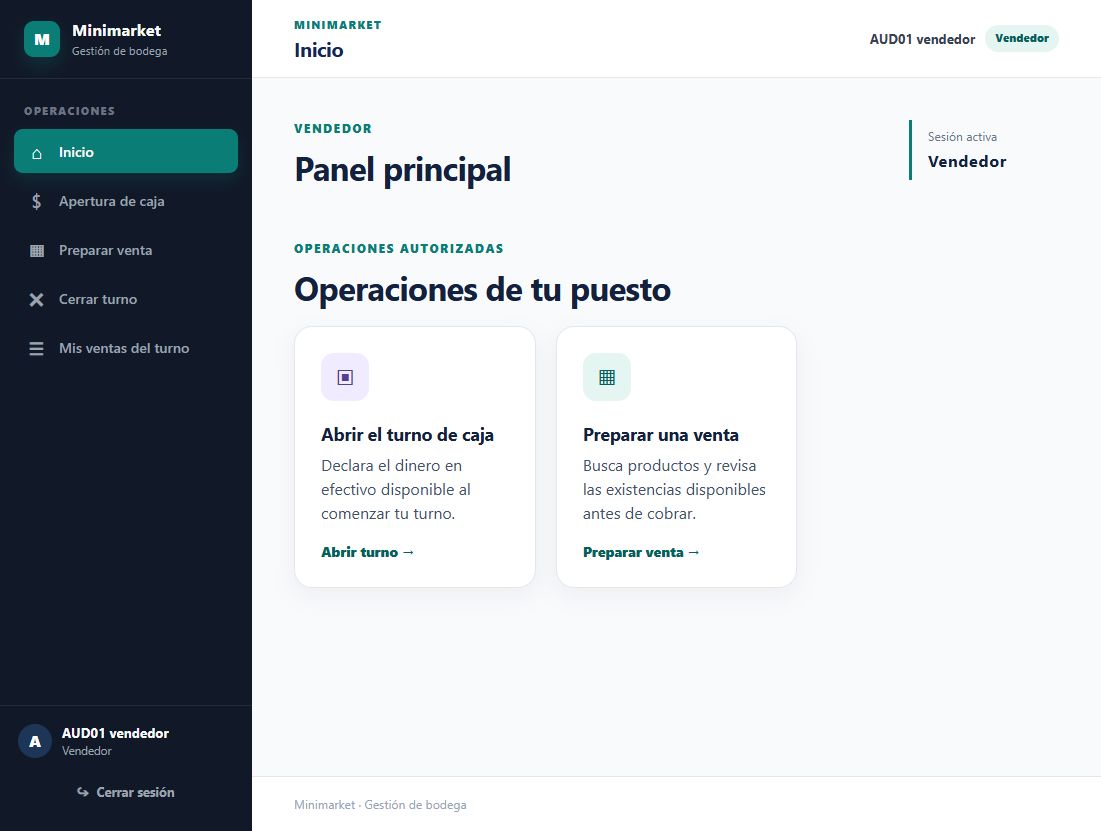 M
Minimarket
Gestión de bodega
OPERACIONES
Inicio
$ Apertura de caja
Preparar venta
Cerrar turno
Mis ventas del turno
A
AUD01 vendedor
Vendedor
Cerrar sesión
MINIMARKET
Inicio
AUD01 vendedor
Vendedor
VENDEDOR
Panel principal
Sesión activa
Vendedor
OPERACIONES AUTORIZADAS
Operaciones de tu puesto
Abrir el turno de caja
Declara el dinero en
efectivo disponible al
comenzar tu turno.
Abrir turno →
Preparar una venta
Busca productos y revisa
las existencias disponibles
antes de cobrar.
Preparar venta →
Minimarket · Gestión de bodega